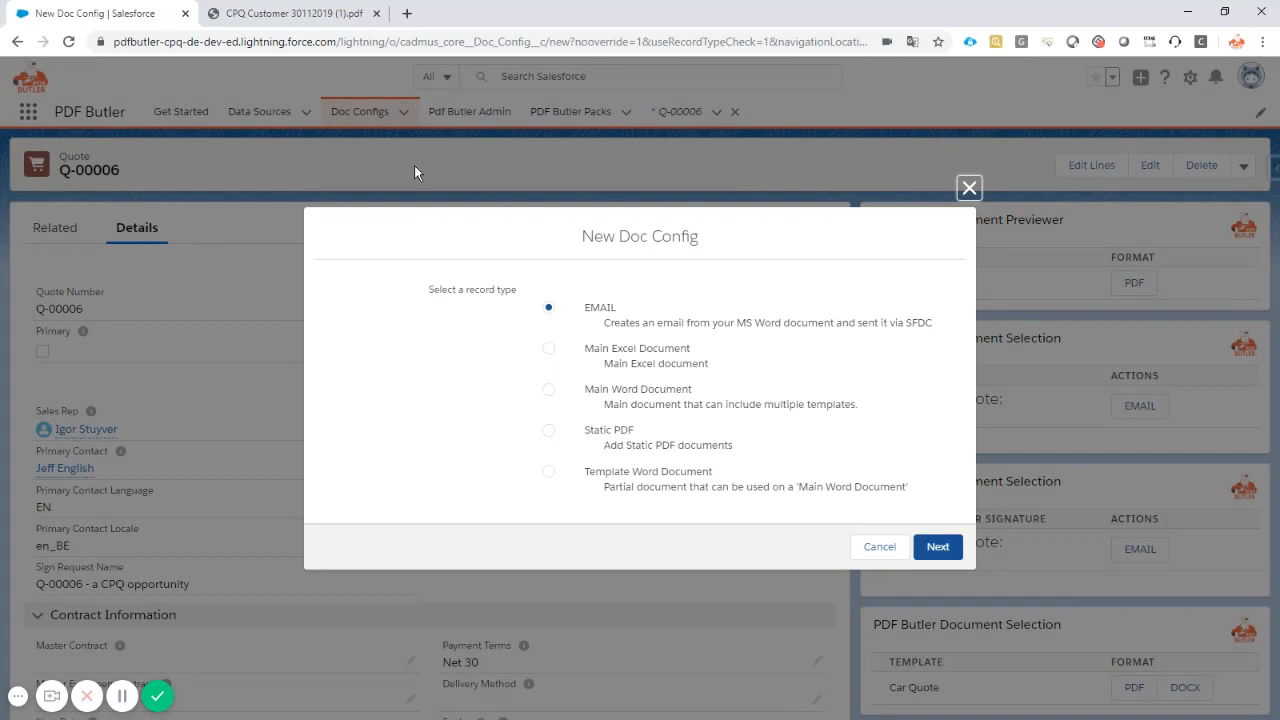 New Doc Config | Salesforce
CPQ Customer 30112019 (1).pdf
pdfbutler-cpq-de-dev-ed.lightning.force.com/lightning/o/cadmus_core__Doc_Config__c/new?nooverride=1&useRecordTypeCheck=1&navigationLocati...
BUTLER
All
Search Salesforce
PDF Butler
Get Started
Data Sources
Doc Configs
Pdf Butler Admin
PDF Butler Packs
* Q-00006
Quote
Q-00006
Edit Lines
Edit
Delete
Related
Details
Quote Number
Q-00006
Primary
Sales Rep
Igor Stuyver
Primary Contact
Jeff English
Primary Contact Language
EN
Primary Contact Locale
en_BE
Sign Request Name
Q-00006 - a CPQ opportunity
Contract Information
Master Contract
Payment Terms
Net 30
Delivery Method
New Doc Config
Select a record type
EMAIL
Creates an email from your MS Word document and sent it via SFDC
Main Excel Document
Main Excel document
Main Word Document
Main document that can include multiple templates.
Static PDF
Add Static PDF documents
Template Word Document
Partial document that can be used on a 'Main Word Document'
Cancel
Next
ment Previewer
FORMAT
PDF
ment Selection
ACTIONS
ote:
EMAIL
ment Selection
R SIGNATURE
ACTIONS
ote:
EMAIL
PDF Butler Document Selection
TEMPLATE
FORMAT
Car Quote
PDF
DOCX